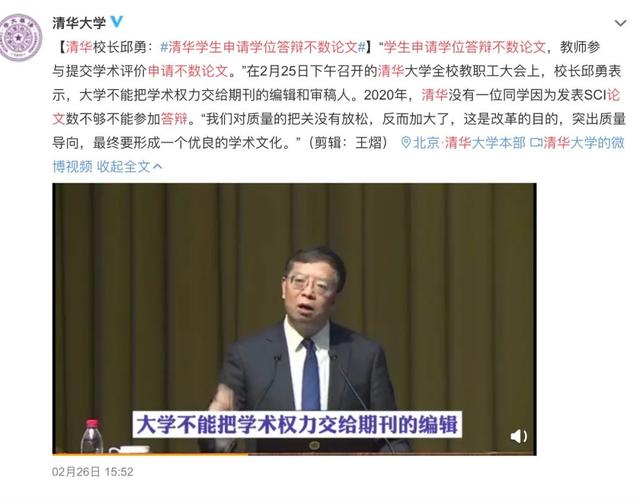 清华大学
【清华校长邱勇：#清华学生申请学位答辩不数论文#】“学生申请学位答辩不数论文，教师参
与提交学术评价申请不数论文。”在2月25日下午召开的清华大学全校教职工大会上，校长邱勇表
示，大学不能把学术权力交给期刊的编辑和审稿人。2020年，清华没有一位同学因为发表SCI论
文数不够不能参加答辩。“我们对质量的把关没有放松，反而加大了，这是改革的目的，突出质量
导向，最终要形成一个优良的学术文化。”（剪辑：王熠） 北京·清华大学本部 清华大学的微
博视频 收起全文
大学不能把学术权力交给期刊的编辑
02月26日 15:52